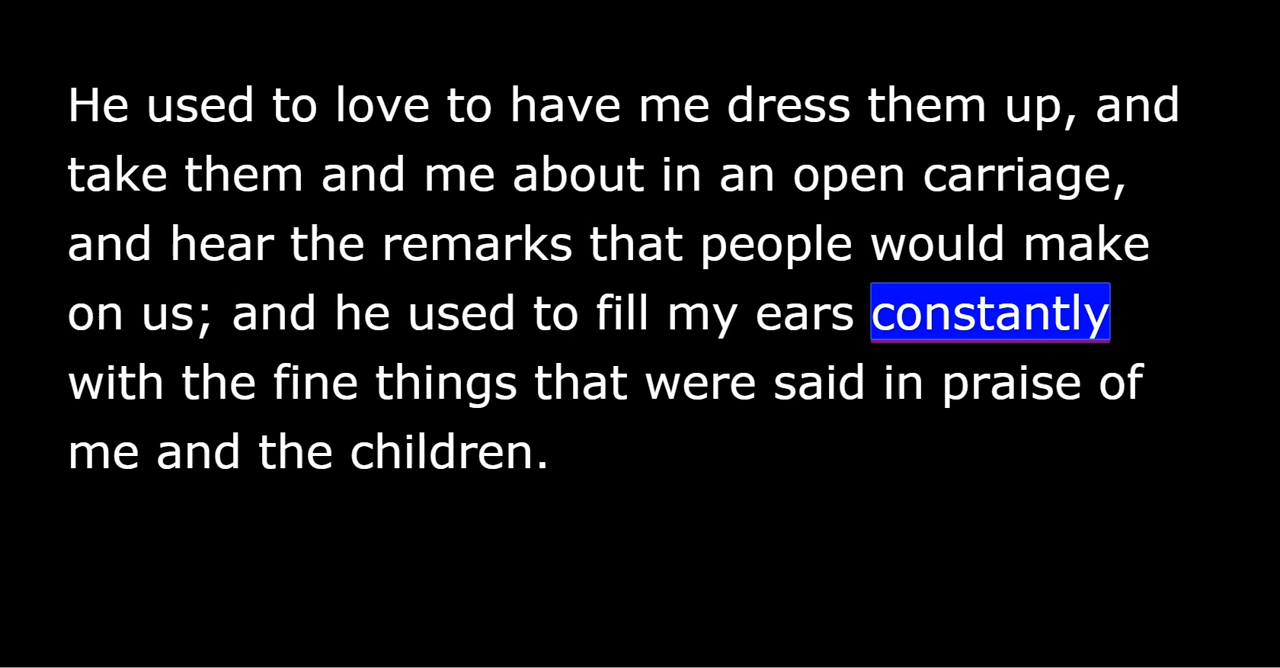 He used to love to have me dress them up, and
take them and me about in an open carriage,
and hear the remarks that people would make
on us; and he used to fill my ears constantly
with the fine things that were said in praise of
me and the children.